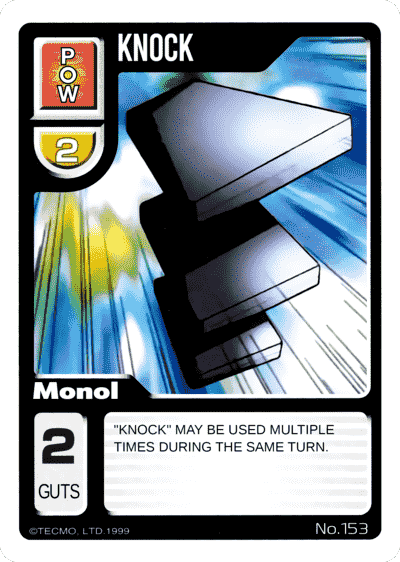 KNOCK
POW
2
Monol
2
GUTS
"KNOCK" MAY BE USED MULTIPLE
TIMES DURING THE SAME TURN.
©TECMO, LTD.1999
No.153